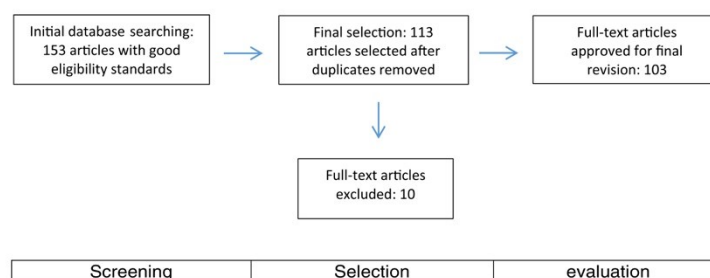 Initial database searching:
153 articles with good
eligibility standards
Final selection: 113
articles selected after
duplicates removed
Full-text articles
approved for final
revision: 103
Full-text articles
excluded: 10
Screening
Selection
evaluation